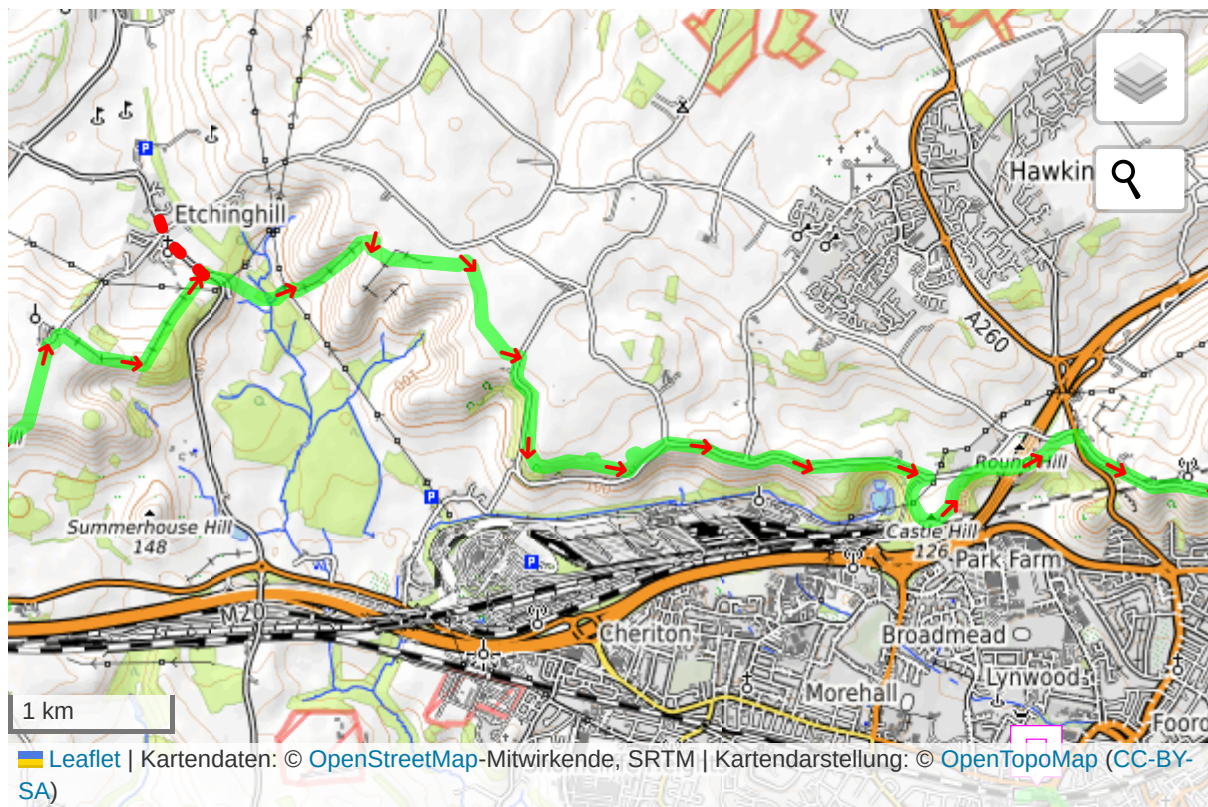 Hawkin
Etchinghill
A260
100
Round Hill
Summerhouse Hill
148
Castle Hill
126
Park Farm
M20
Cheriton
Broadmead
Lynwood
Morehall
1 km
Foord
Leaflet | Kartendaten: © OpenStreetMap-Mitwirkende, SRTM | Kartendarstellung: © OpenTopoMap (CC-BY-
SA)